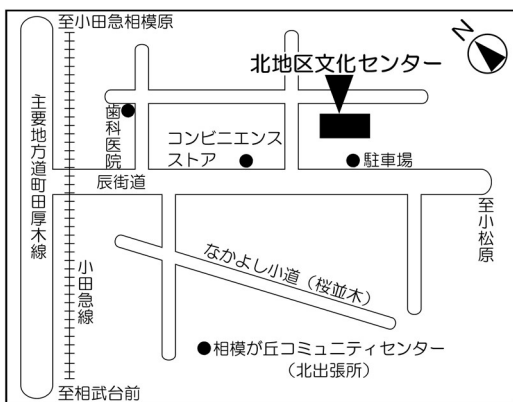 至小田急相模原
N
北地区文化センター
主要地方道町田厚木線
歯科医院
コンビニエンス
ストア
駐車場
辰街道
至小松原
小田急線
なかよし小道（桜並木）
相模が丘コミュニティセンター
（北出張所）
至相武台前